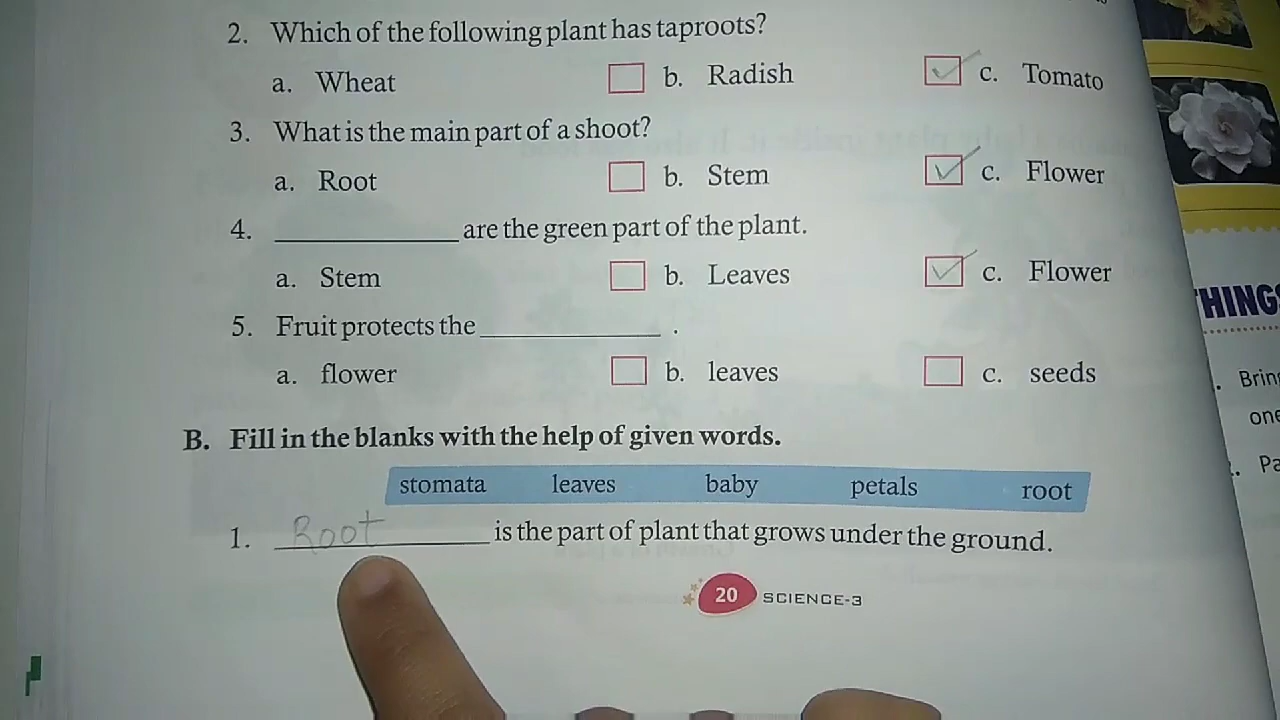 2. Which of the following plant has taproots?
a. Wheat b. Radish c. Tomato
3. What is the main part of a shoot?
a. Root b. Stem c. Flower
4. ____________ are the green part of the plant.
a. Stem b. Leaves c. Flower
5. Fruit protects the ____________ .
a. flower b. leaves c. seeds
B. Fill in the blanks with the help of given words.
stomata leaves baby petals root
1. Root is the part of plant that grows under the ground.
20 SCIENCE-3
HINGS
Bring
one
Pa